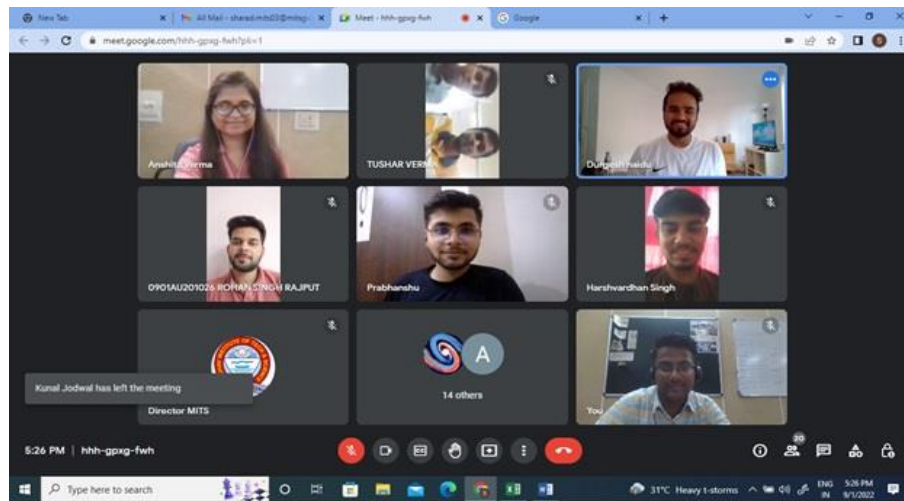 New Tab
All Mail - sharad.mits03@mitsg
Meet - hhh-gpxg-fwh
Google
meet.google.com/hhh-gpxg-fwh?pli=1
Anshita Verma
TUSHAR VERMA
Durgesh naidu
0901AU201026 ROHAN SINGH RAJPUT
Prabhanshu
Harshvardhan Singh
Director MITS
A
14 others
You
Kunal Jodwal has left the meeting
5:26 PM | hhh-gpxg-fwh
20
Type here to search
31°C Heavy t-storms
ENG
IN
5:26 PM
9/1/2022